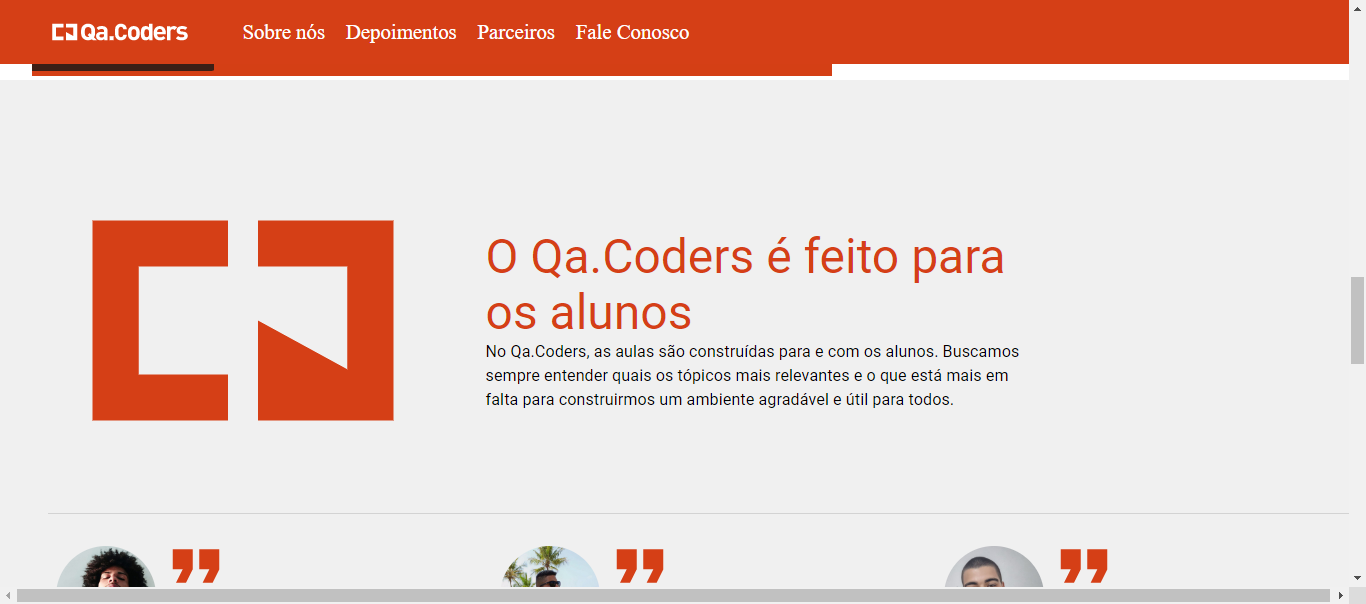 Qa.Coders Sobre nós Depoimentos Parceiros Fale Conosco
O Qa.Coders é feito para
os alunos
No Qa.Coders, as aulas são construídas para e com os alunos. Buscamos
sempre entender quais os tópicos mais relevantes e o que está mais em
falta para construirmos um ambiente agradável e útil para todos.